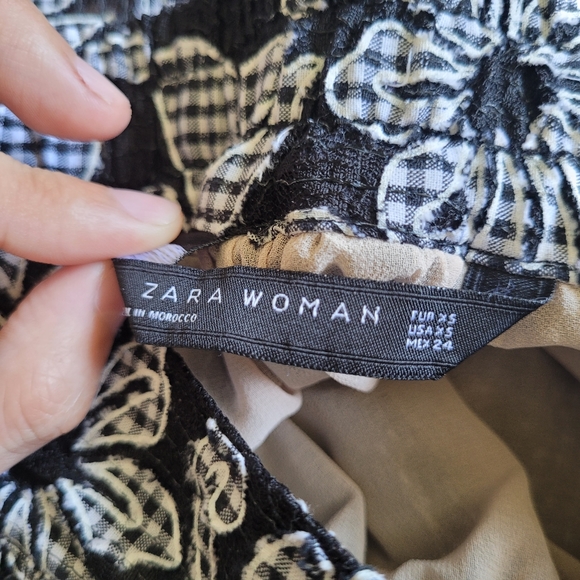 ZARA WOMAN
IN MOROCCO
EUR XS
USA XS
MEX 24